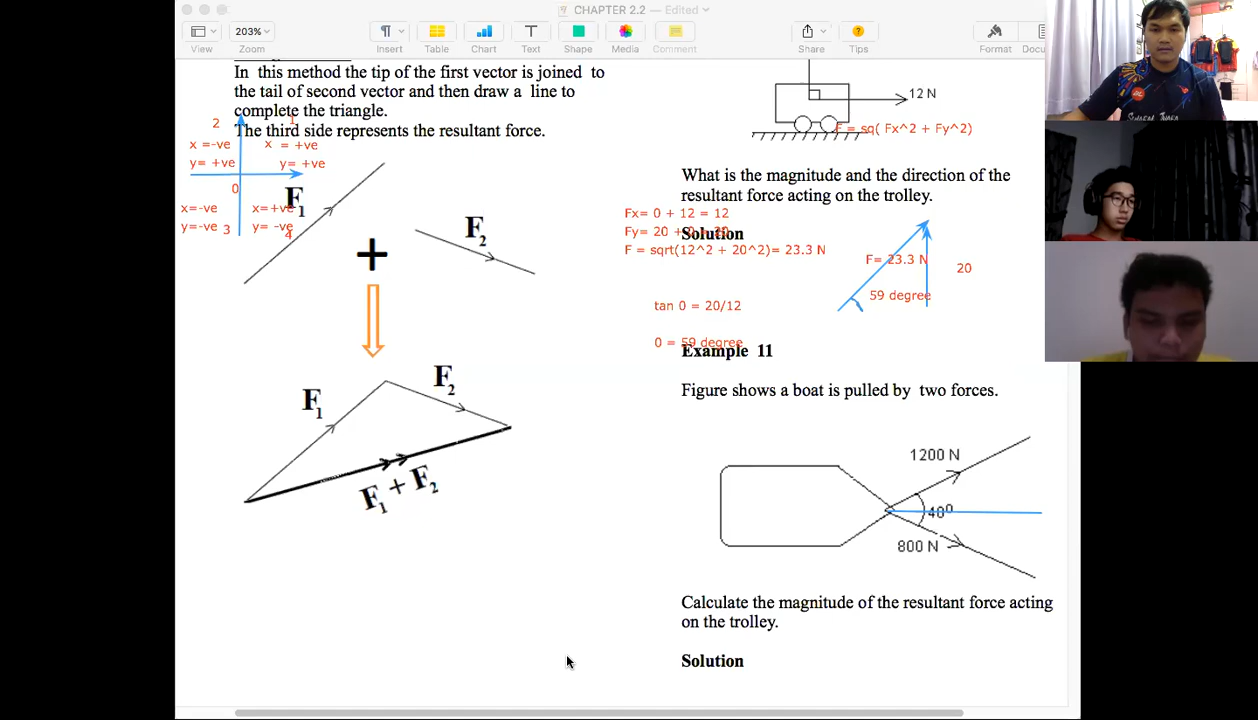 CHAPTER 2.2 — Edited
203%
View
Zoom
Insert
Table
Chart
Text
Shape
Media
Comment
Share
Tips
Format
In this method the tip of the first vector is joined to
the tail of second vector and then draw a line to
complete the triangle.
The third side represents the resultant force.
2
1
x =-ve
x = +ve
y= +ve
y= +ve
0
x=-ve
x=+ve
y=-ve 3
y= -ve
4
F1
F2
+
F1
F2
F1 + F2
12 N
F = sq( Fx^2 + Fy^2)
What is the magnitude and the direction of the
resultant force acting on the trolley.
Fx= 0 + 12 = 12
Fy= 20 +
Solution
F = sqrt(12^2 + 20^2)= 23.3 N
F= 23.3 N
20
59 degree
tan 0 = 20/12
0 = 59 degree
Example 11
Figure shows a boat is pulled by two forces.
1200 N
40⁰
800 N
Calculate the magnitude of the resultant force acting
on the trolley.
Solution